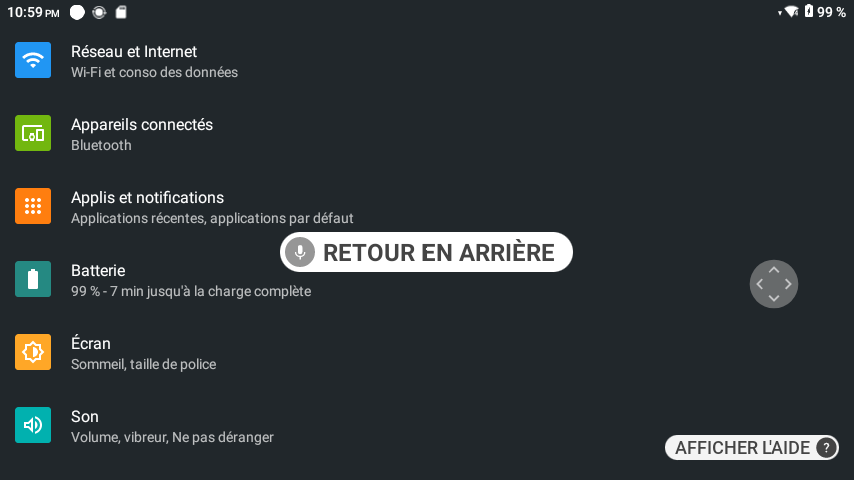 10:59 PM
99 %
Réseau et Internet
Wi-Fi et conso des données
Appareils connectés
Bluetooth
Applis et notifications
Applications récentes, applications par défaut
RETOUR EN ARRIÈRE
Batterie
99 % - 7 min jusqu'à la charge complète
Écran
Sommeil, taille de police
Son
Volume, vibreur, Ne pas déranger
AFFICHER L'AIDE ?